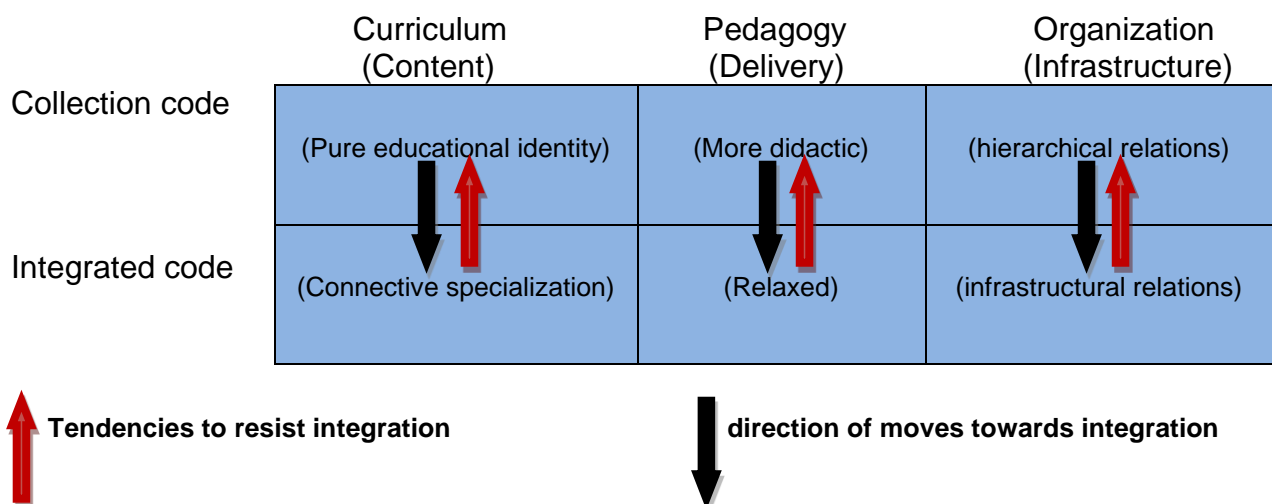 Curriculum
(Content)
Pedagogy
(Delivery)
Organization
(Infrastructure)
Collection code
(Pure educational identity)
(More didactic)
(hierarchical relations)
Integrated code
(Connective specialization)
(Relaxed)
(infrastructural relations)
Tendencies to resist integration
direction of moves towards integration